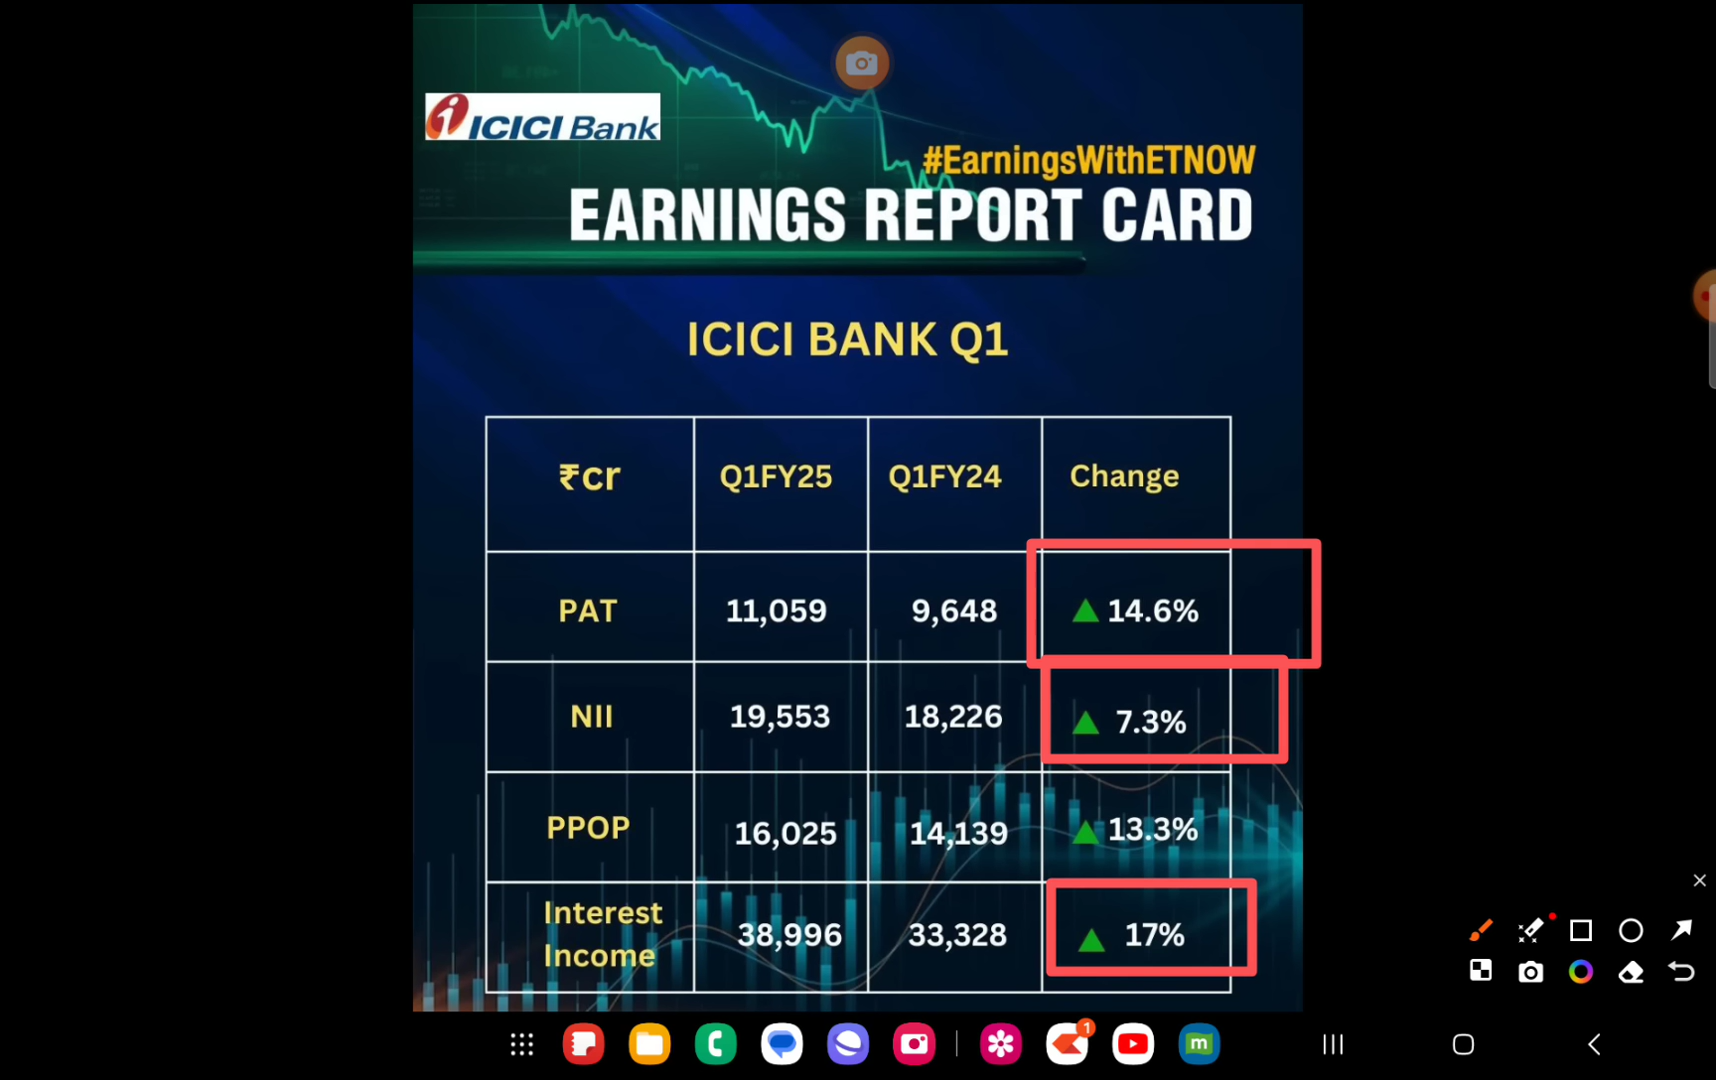 ICICI Bank
#EarningsWithETNOW
EARNINGS REPORT CARD
ICICI BANK Q1
₹cr Q1FY25 Q1FY24 Change
PAT 11,059 9,648 ▲ 14.6%
NII 19,553 18,226 ▲ 7.3%
PPOP 16,025 14,139 ▲ 13.3%
Interest Income 38,996 33,328 ▲ 17%
1
m